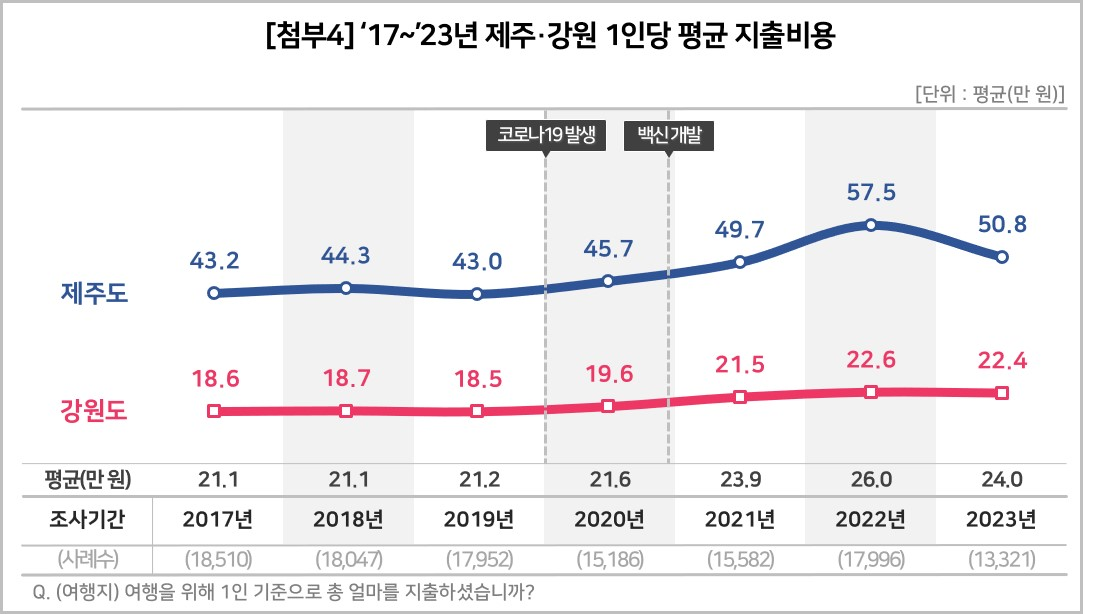 [첨부4] ‘17~’23년 제주·강원 1인당 평균 지출비용
[단위 : 평균(만 원)]
코로나19 발생 백신 개발
57.5
49.7 50.8
43.2 44.3 43.0 45.7
제주도
18.6 18.7 18.5 19.6 21.5 22.6 22.4
강원도
평균(만 원) 21.1 21.1 21.2 21.6 23.9 26.0 24.0
조사기간 2017년 2018년 2019년 2020년 2021년 2022년 2023년
(사례수) (18,510) (18,047) (17,952) (15,186) (15,582) (17,996) (13,321)
Q. (여행지) 여행을 위해 1인 기준으로 총 얼마를 지출하셨습니까?